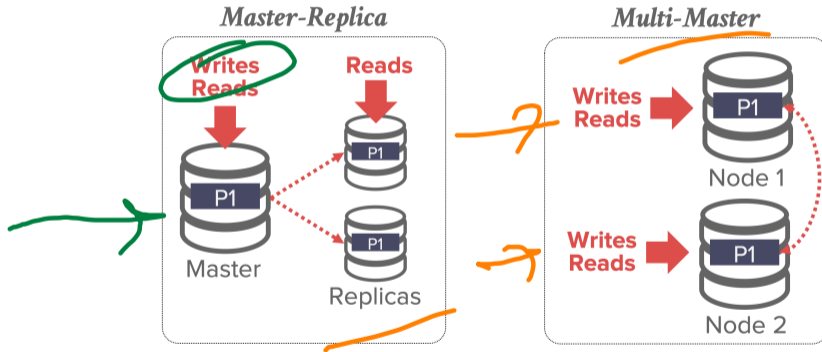 Master-Replica
Writes
Reads
Reads
P1
P1
P1
Master
Replicas
Multi-Master
Writes
Reads
P1
Node 1
Writes
Reads
P1
Node 2